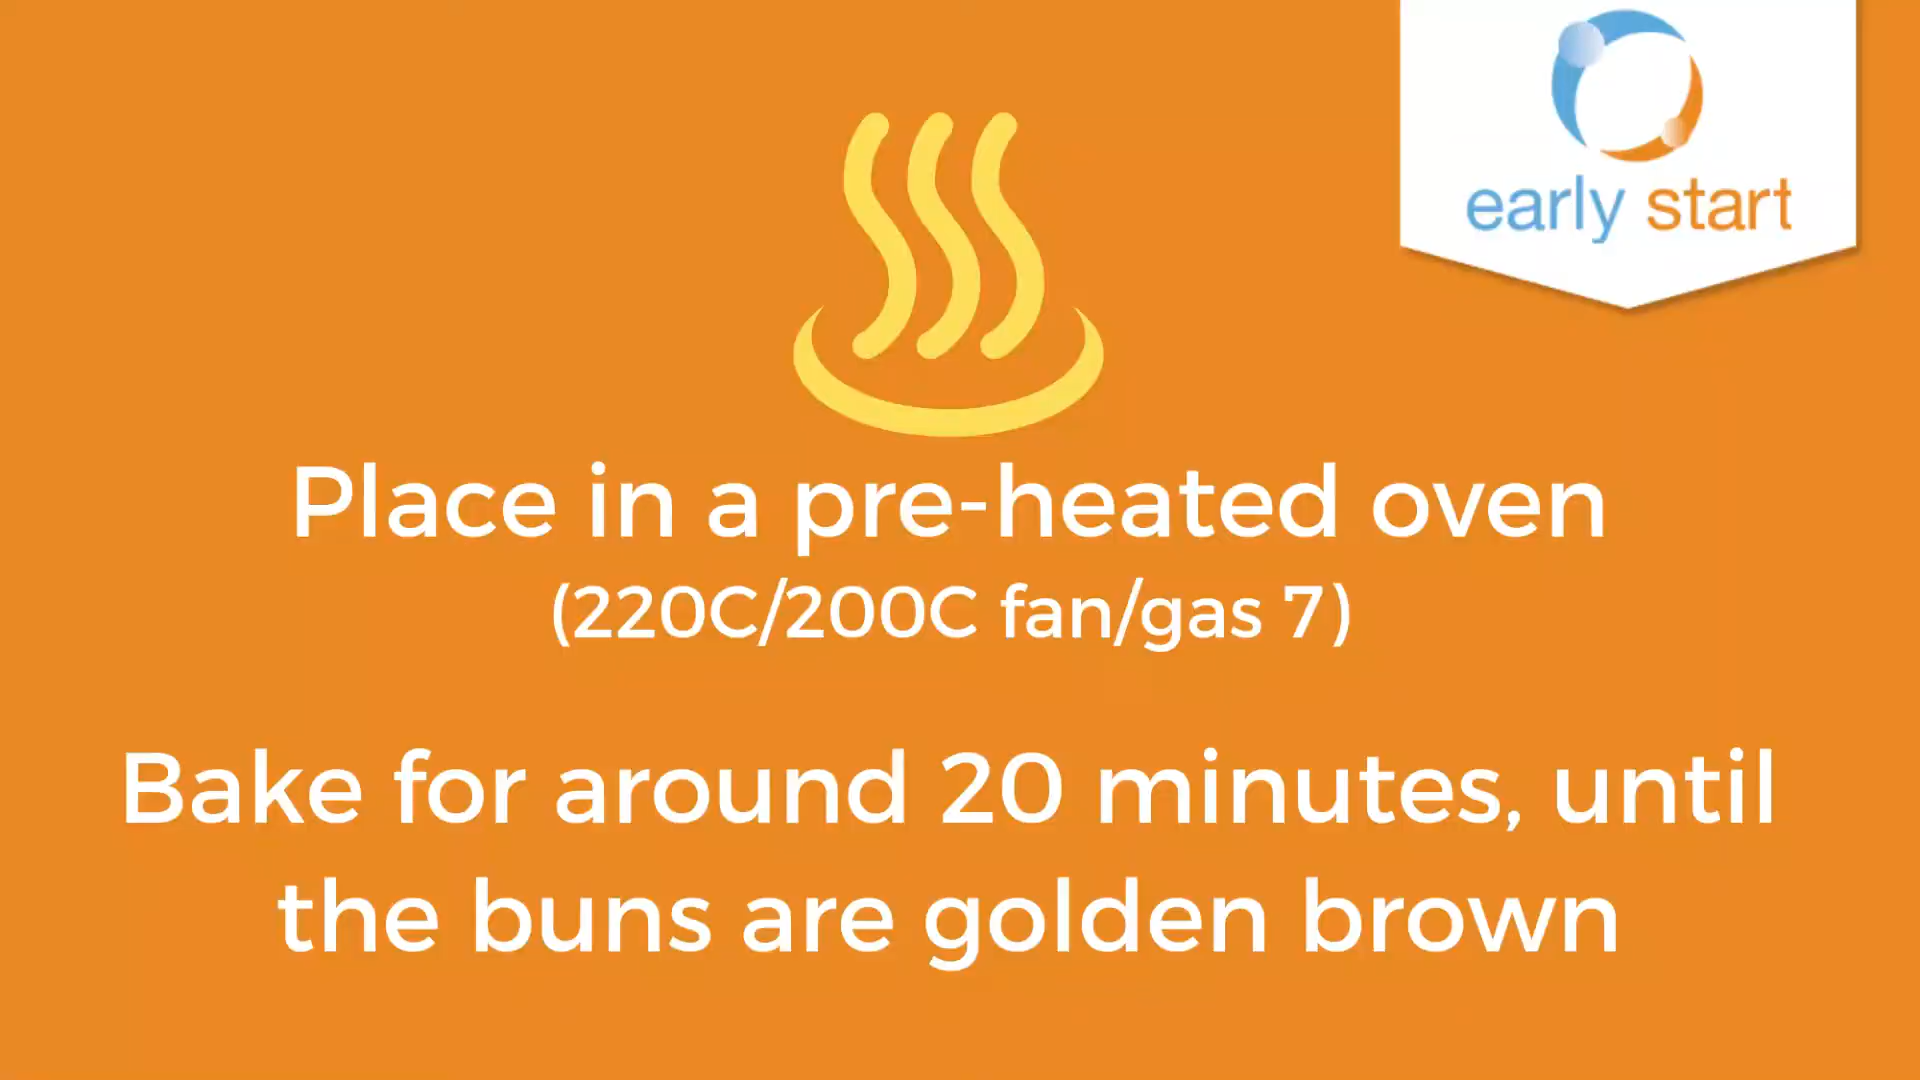 early start
Place in a pre-heated oven
(220C/200C fan/gas 7)
Bake for around 20 minutes, until
the buns are golden brown